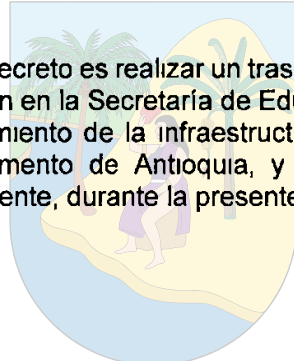 ecreto es realizar un tras
n en la Secretaría de Edu
miento de la infraestruct
mento de Antioquia, y
ente, durante la presente